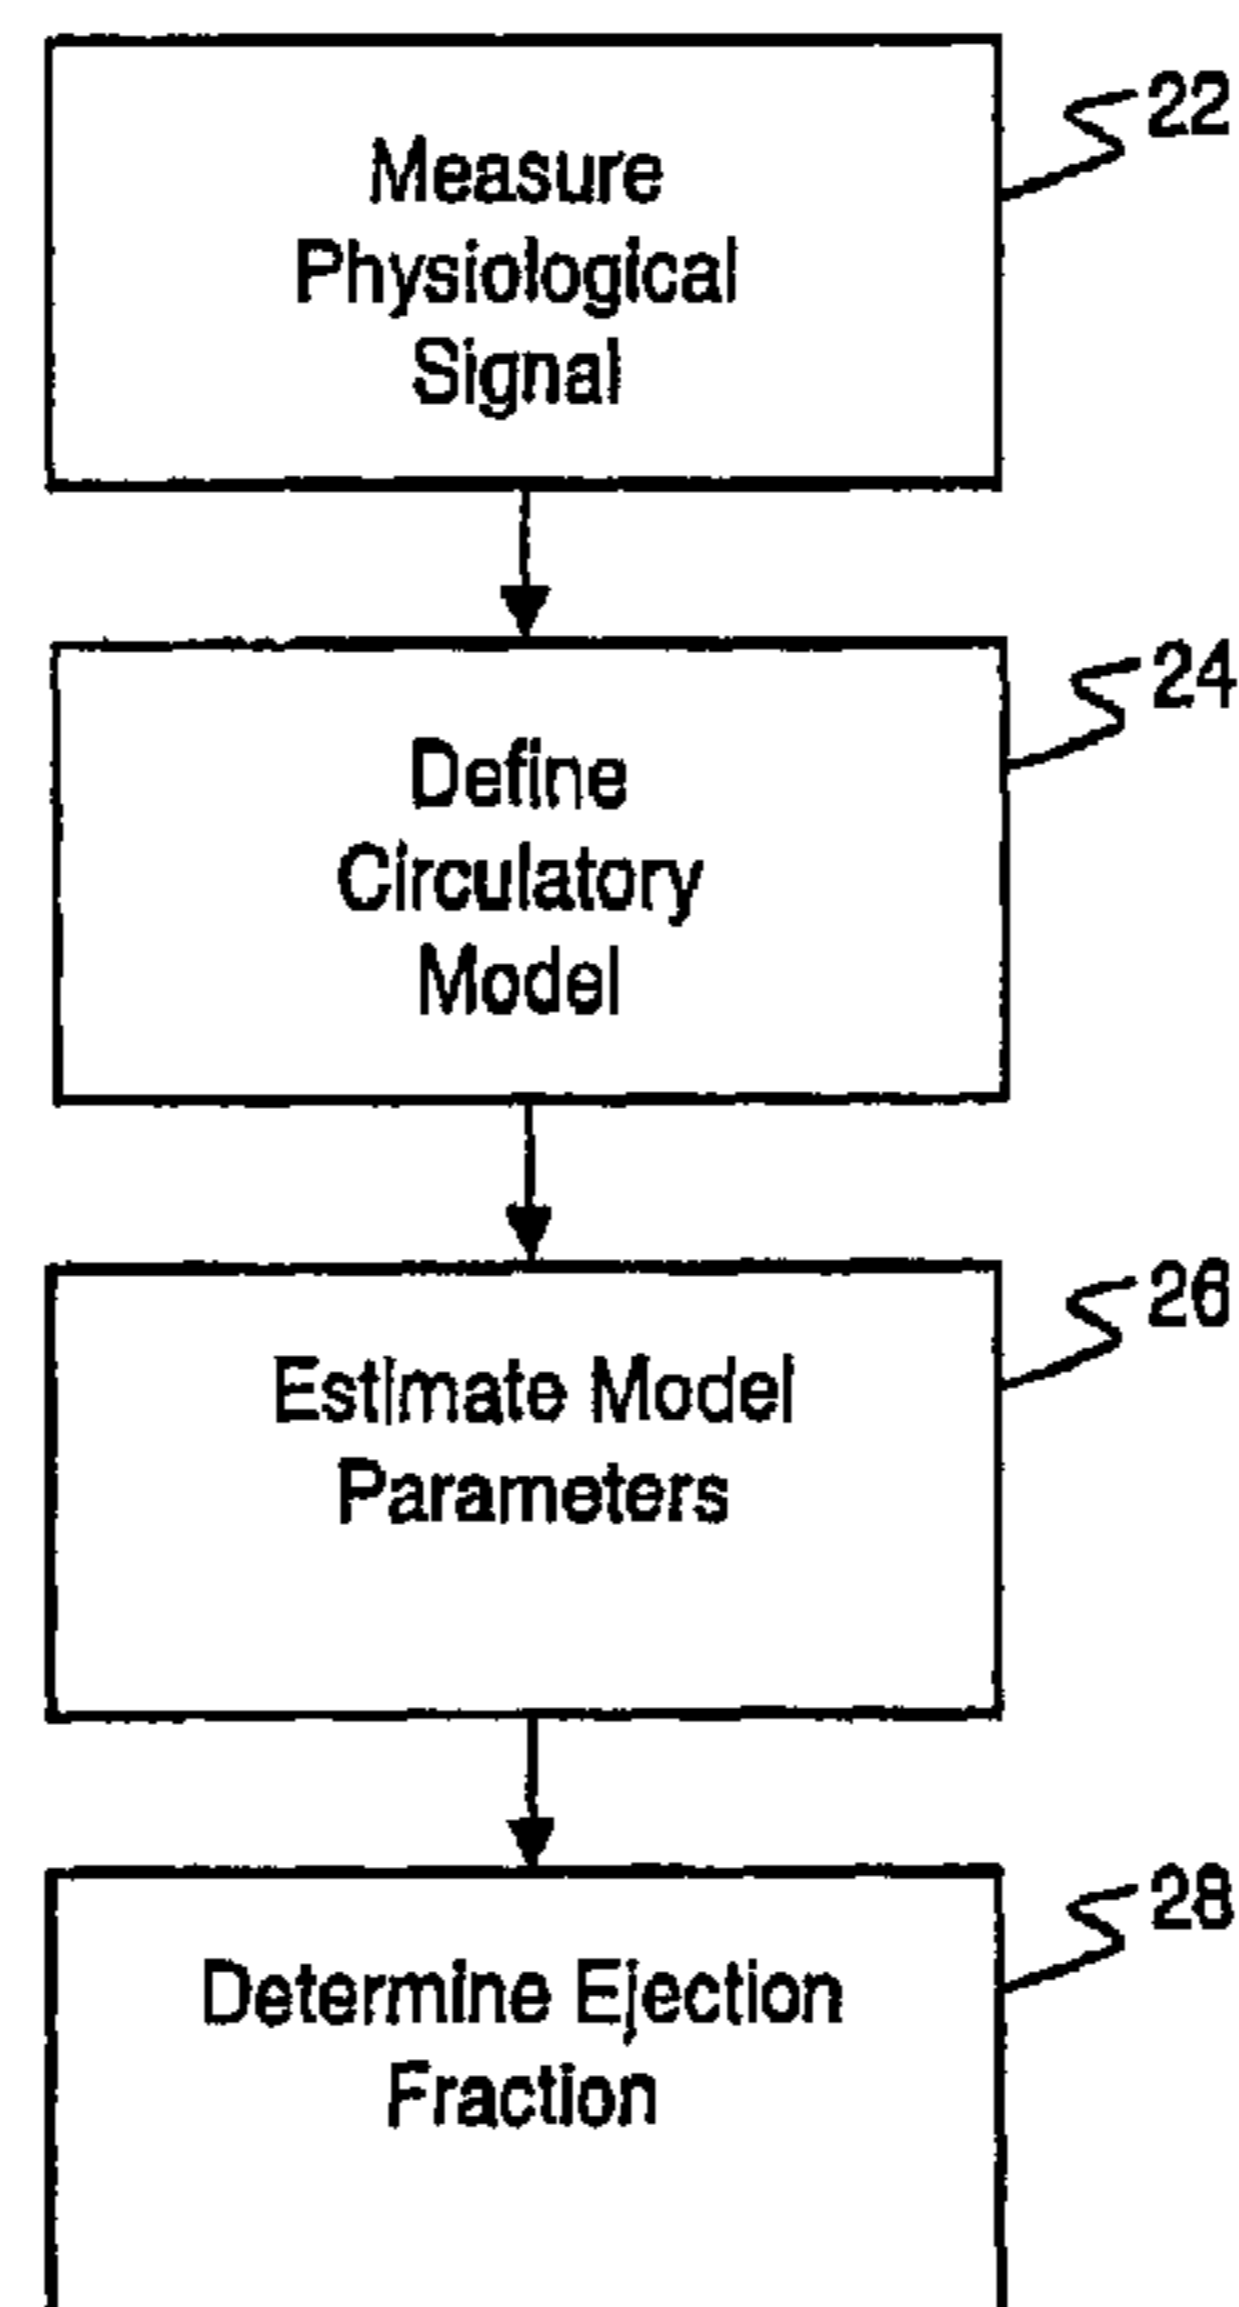 Measure
Physiological
Signal
22
Define
Circulatory
Model
24
Estimate Model
Parameters
26
Determine Ejection
Fraction
28